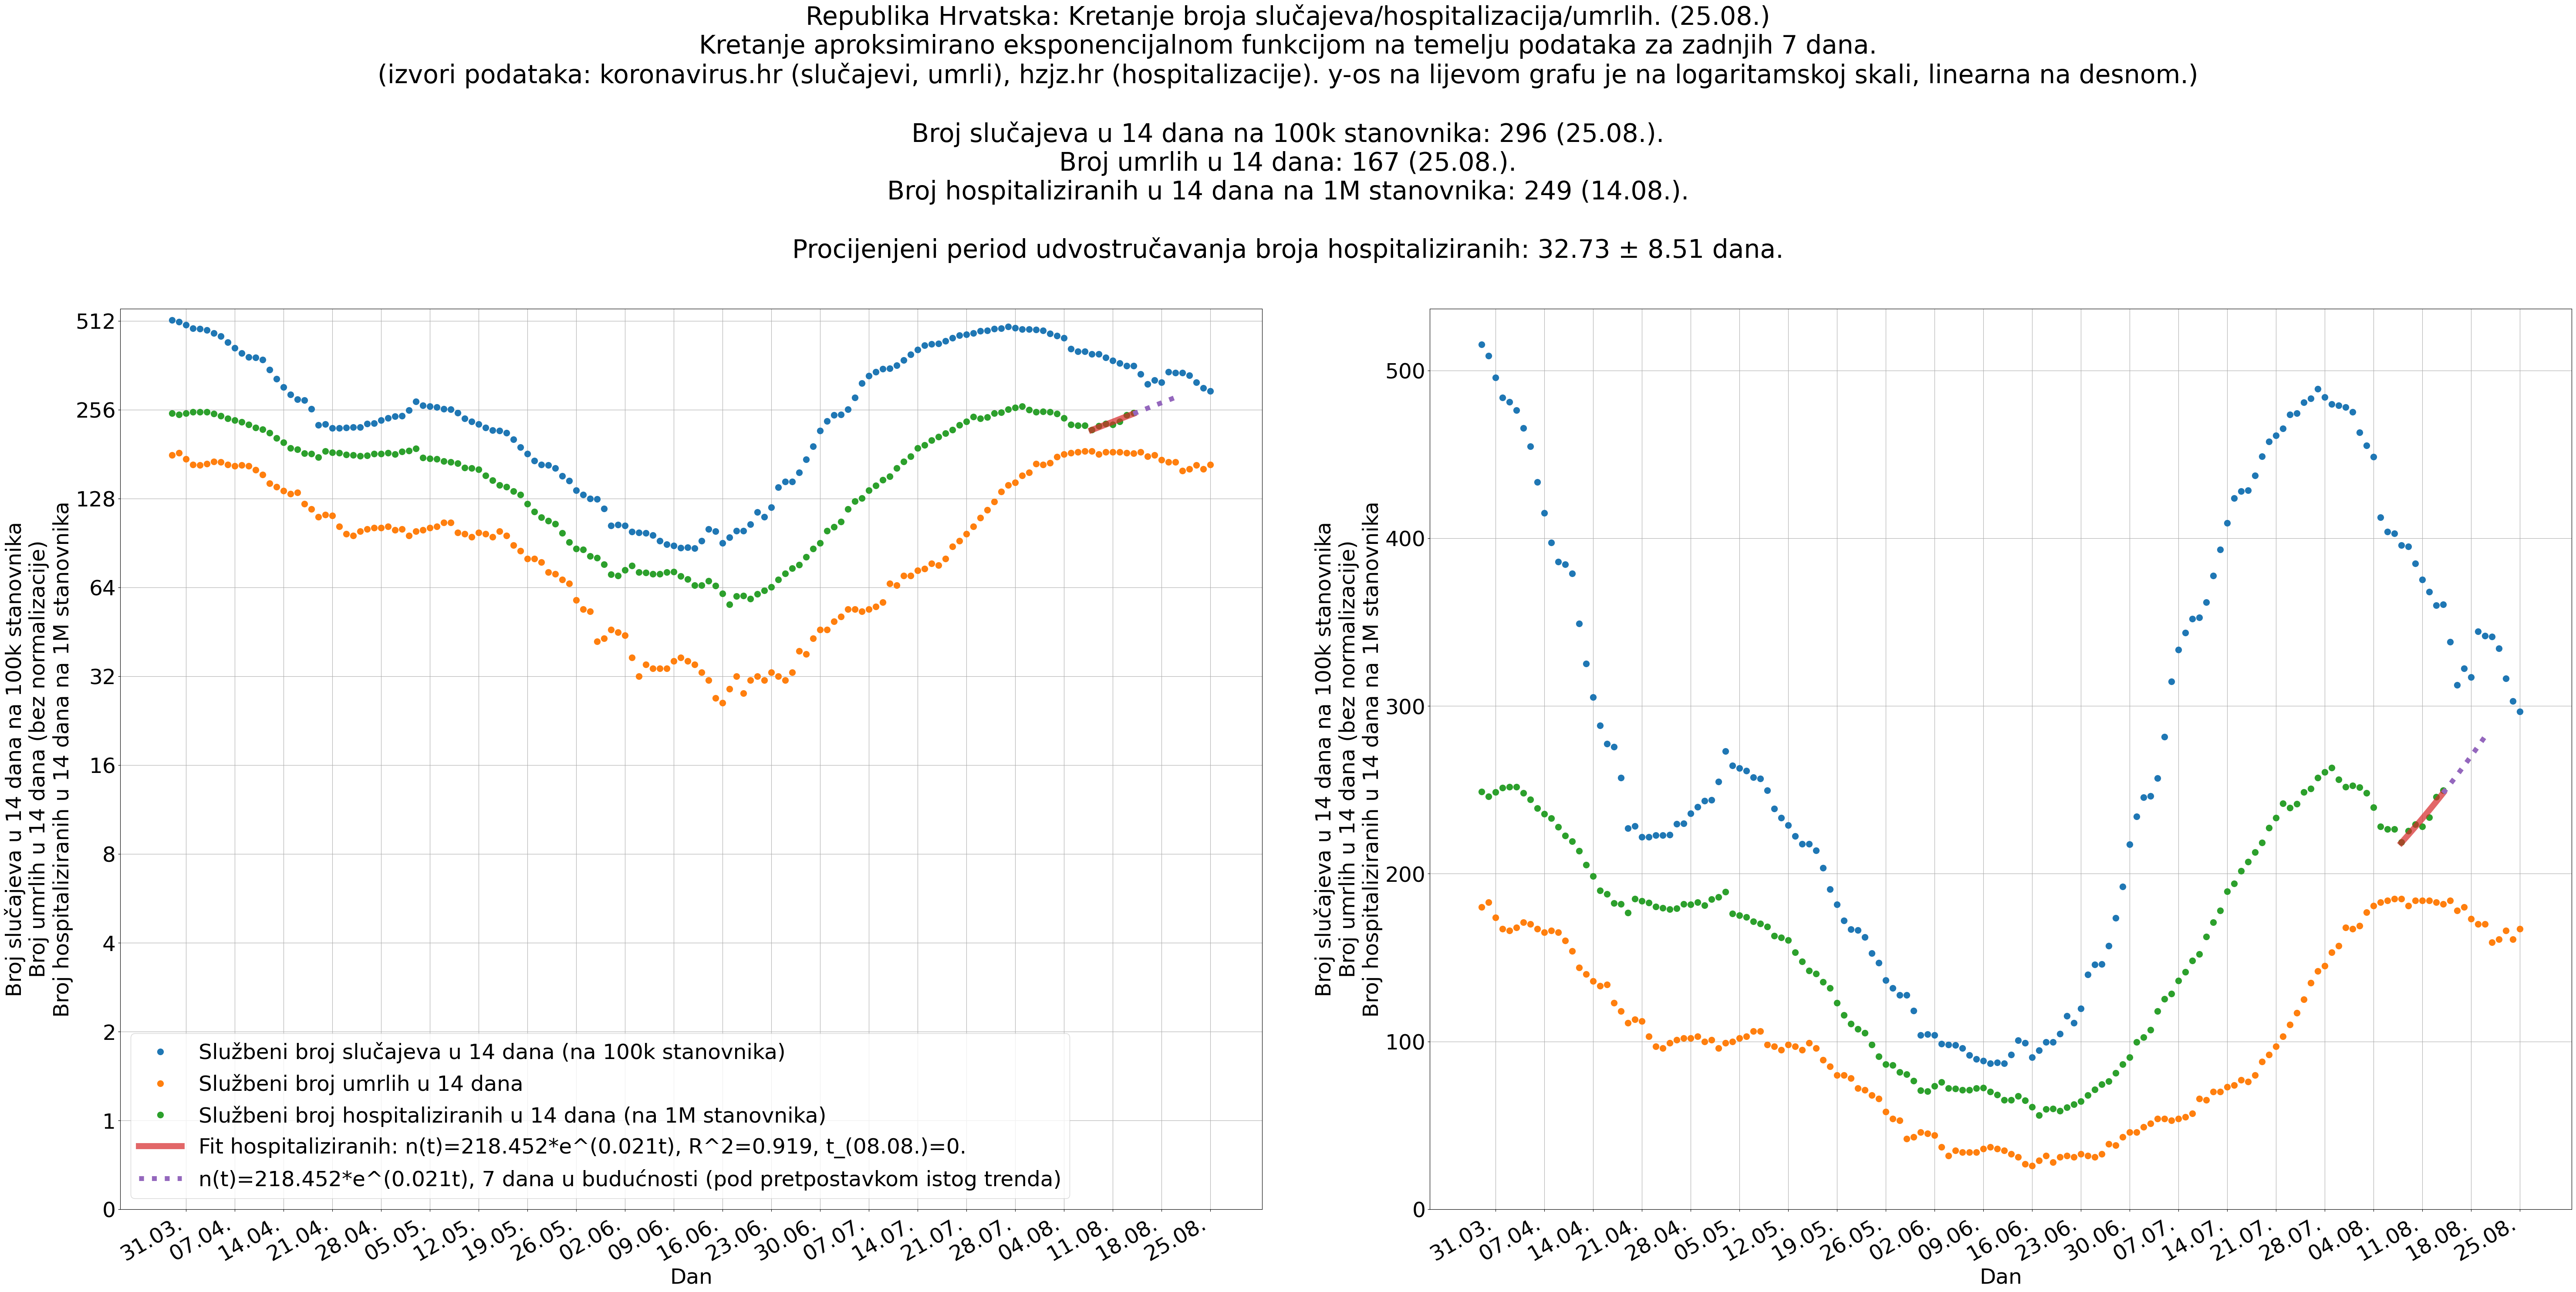 Republika Hrvatska: Kretanje broja slučajeva/hospitalizacija/umrlih. (25.08.)
Kretanje aproksimirano eksponencijalnom funkcijom na temelju podataka za zadnjih 7 dana.
(izvori podataka: koronavirus.hr (slučajevi, umrli), hzjz.hr (hospitalizacije). y-os na lijevom grafu je na logaritamskoj skali, linearna na desnom.)
Broj slučajeva u 14 dana na 100k stanovnika: 296 (25.08.).
Broj umrlih u 14 dana: 167 (25.08.).
Broj hospitaliziranih u 14 dana na 1M stanovnika: 249 (14.08.).
Procijenjeni period udvostručavanja broja hospitaliziranih: 32.73 ± 8.51 dana.
Broj slučajeva u 14 dana na 100k stanovnika
Broj umrlih u 14 dana (bez normalizacije)
Broj hospitaliziranih u 14 dana na 1M stanovnika
512
256
128
64
32
16
8
4
2
1
0
Službeni broj slučajeva u 14 dana (na 100k stanovnika)
Službeni broj umrlih u 14 dana
Službeni broj hospitaliziranih u 14 dana (na 1M stanovnika)
Fit hospitaliziranih: n(t)=218.452*e^(0.021t), R^2=0.919, t_(08.08.)=0.
n(t)=218.452*e^(0.021t), 7 dana u budućnosti (pod pretpostavkom istog trenda)
31.03. 07.04. 14.04. 21.04. 28.04. 05.05. 12.05. 19.05. 26.05. 02.06. 09.06. 16.06. 23.06. 30.06. 07.07. 14.07. 21.07. 28.07. 04.08. 11.08. 18.08. 25.08.
Dan
Broj slučajeva u 14 dana na 100k stanovnika
Broj umrlih u 14 dana (bez normalizacije)
Broj hospitaliziranih u 14 dana na 1M stanovnika
500
400
300
200
100
0
31.03. 07.04. 14.04. 21.04. 28.04. 05.05. 12.05. 19.05. 26.05. 02.06. 09.06. 16.06. 23.06. 30.06. 07.07. 14.07. 21.07. 28.07. 04.08. 11.08. 18.08. 25.08.
Dan